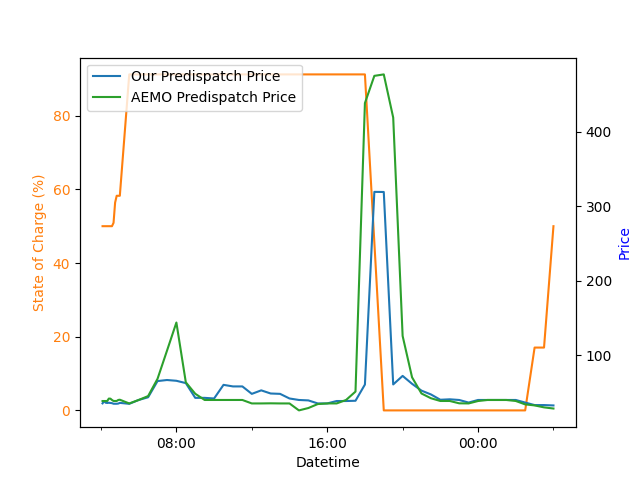 Our Predispatch Price
AEMO Predispatch Price
State of Charge (%)
80
60
40
20
0
400
300
200
100
Price
08:00
16:00
00:00
Datetime